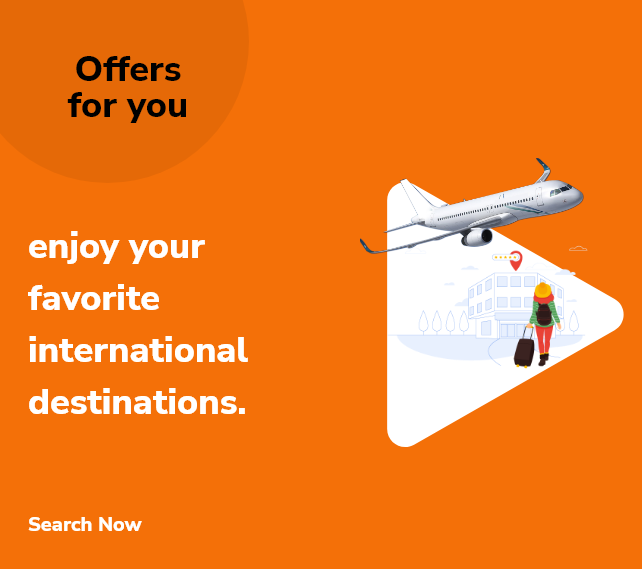 Offers
for you
enjoy your
favorite
international
destinations.
Search Now